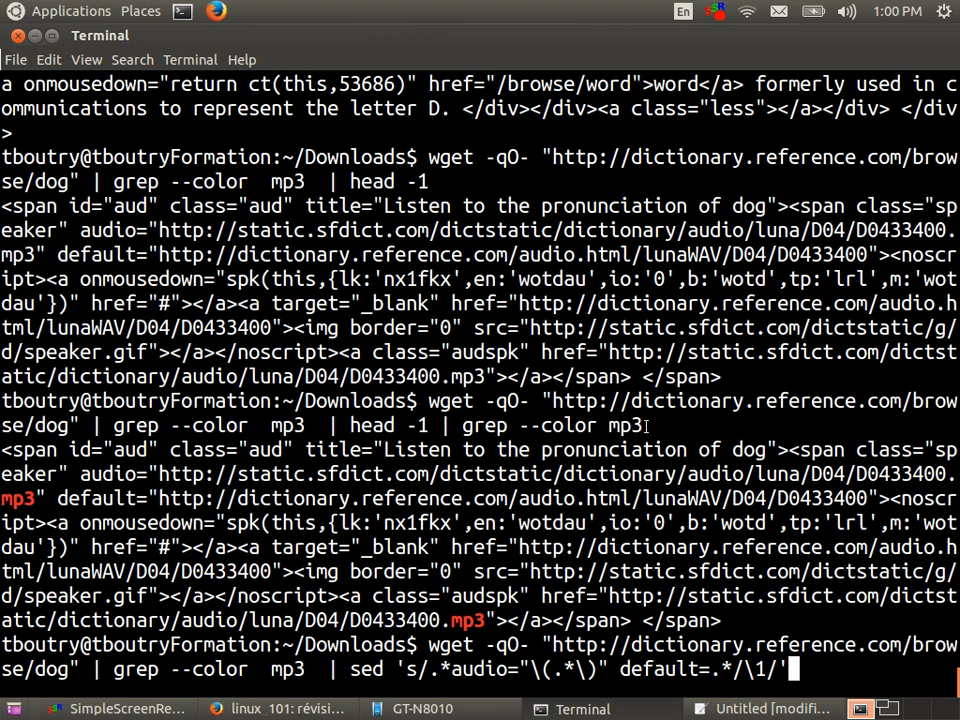 Applications Places En 1:00 PM
Terminal
File Edit View Search Terminal Help
a onmousedown="return ct(this,53686)" href="/browse/word">word</a> formerly used in c
ommunications to represent the letter D. </div></div><a class="less"></a></div> </div
>
tboutry@tboutryFormation:~/Downloads$ wget -qO- "http://dictionary.reference.com/brow
se/dog" | grep --color  mp3  | head -1
<span id="aud" class="aud" title="Listen to the pronunciation of dog"><span class="sp
eaker" audio="http://static.sfdict.com/dictstatic/dictionary/audio/luna/D04/D0433400.
mp3" default="http://dictionary.reference.com/audio.html/lunaWAV/D04/D0433400"><noscr
ipt><a onmousedown="spk(this,{lk:'nx1fkx',en:'wotdau',io:'0',b:'wotd',tp:'lrl',m:'wot
dau'})" href="#"></a><a target="_blank" href="http://dictionary.reference.com/audio.h
tml/lunaWAV/D04/D0433400"><img border="0" src="http://static.sfdict.com/dictstatic/g/
d/speaker.gif"></a></noscript><a class="audspk" href="http://static.sfdict.com/dictst
atic/dictionary/audio/luna/D04/D0433400.mp3"></a></span> </span>
tboutry@tboutryFormation:~/Downloads$ wget -qO- "http://dictionary.reference.com/brow
se/dog" | grep --color  mp3  | head -1 | grep --color mp3
<span id="aud" class="aud" title="Listen to the pronunciation of dog"><span class="sp
eaker" audio="http://static.sfdict.com/dictstatic/dictionary/audio/luna/D04/D0433400.
mp3" default="http://dictionary.reference.com/audio.html/lunaWAV/D04/D0433400"><noscr
ipt><a onmousedown="spk(this,{lk:'nx1fkx',en:'wotdau',io:'0',b:'wotd',tp:'lrl',m:'wot
dau'})" href="#"></a><a target="_blank" href="http://dictionary.reference.com/audio.h
tml/lunaWAV/D04/D0433400"><img border="0" src="http://static.sfdict.com/dictstatic/g/
d/speaker.gif"></a></noscript><a class="audspk" href="http://static.sfdict.com/dictst
atic/dictionary/audio/luna/D04/D0433400.mp3"></a></span> </span>
tboutry@tboutryFormation:~/Downloads$ wget -qO- "http://dictionary.reference.com/brow
se/dog" | grep --color  mp3  | sed 's/.*audio="\(.*\)" default=.*/\1/'
SimpleScreenRe... linux_101: révisi... GT-N8010 Terminal Untitled [modifi...